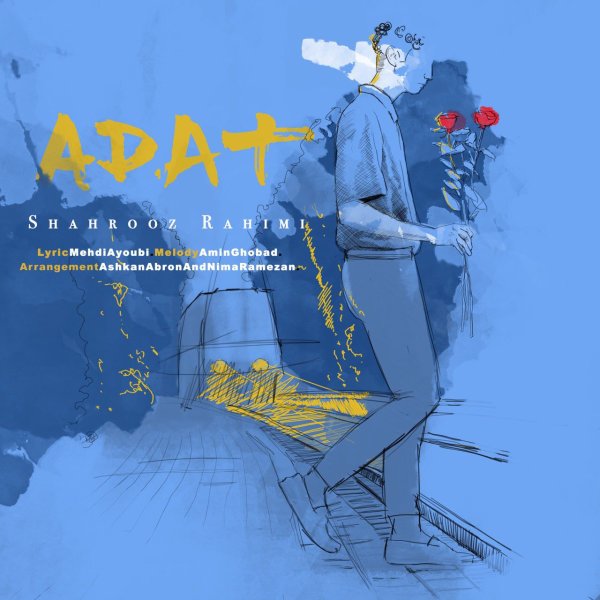 ADAT
SHAHROOZ RAHIMI
LyricMehdiAyoubi.MelodyAminGhobad.
ArrangementAshkanAbronAndNimaRamezan~